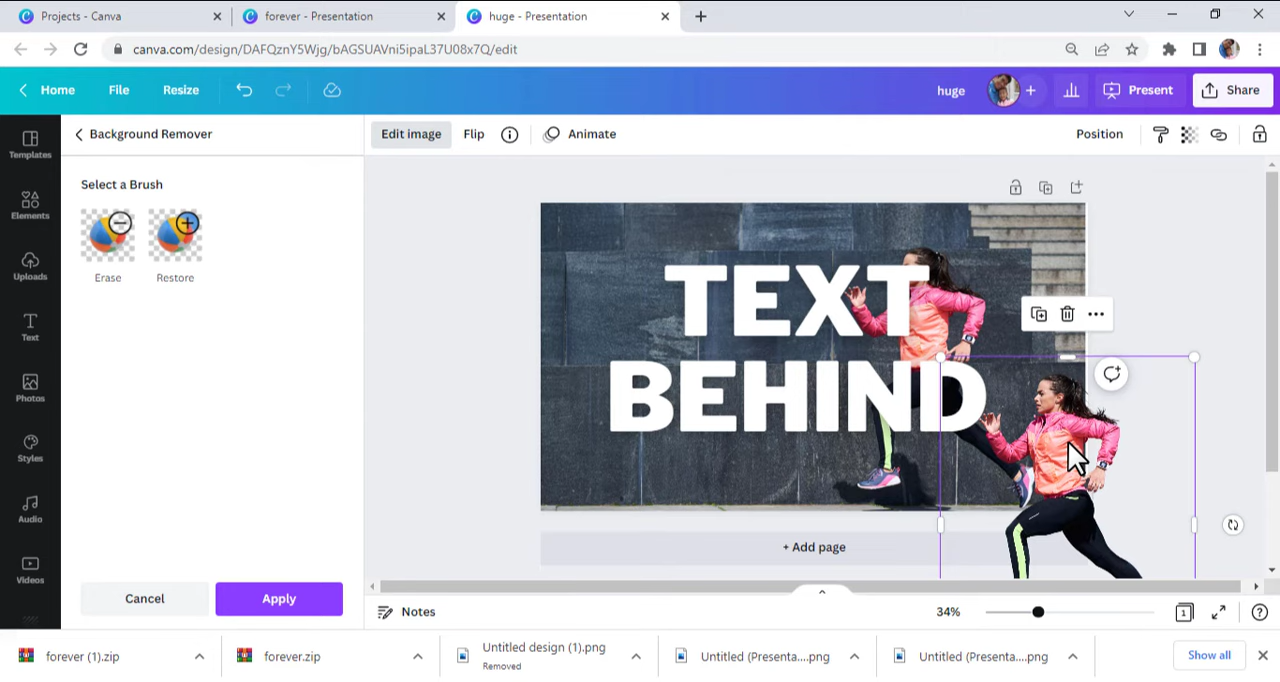 Projects - Canva
forever - Presentation
huge - Presentation
canva.com/design/DAFQznY5Wjg/bAGSUAVni5ipaL37U08x7Q/edit
Home
File
Resize
huge
Present
Share
Templates
Elements
Uploads
Text
Photos
Styles
Audio
Videos
Background Remover
Select a Brush
Erase
Restore
Cancel
Apply
Edit image
Flip
Animate
Position
TEXT
BEHIND
+ Add page
Notes
34%
1
forever (1).zip
forever.zip
Untitled design (1).png
Removed
Untitled (Presenta....png
Untitled (Presenta....png
Show all